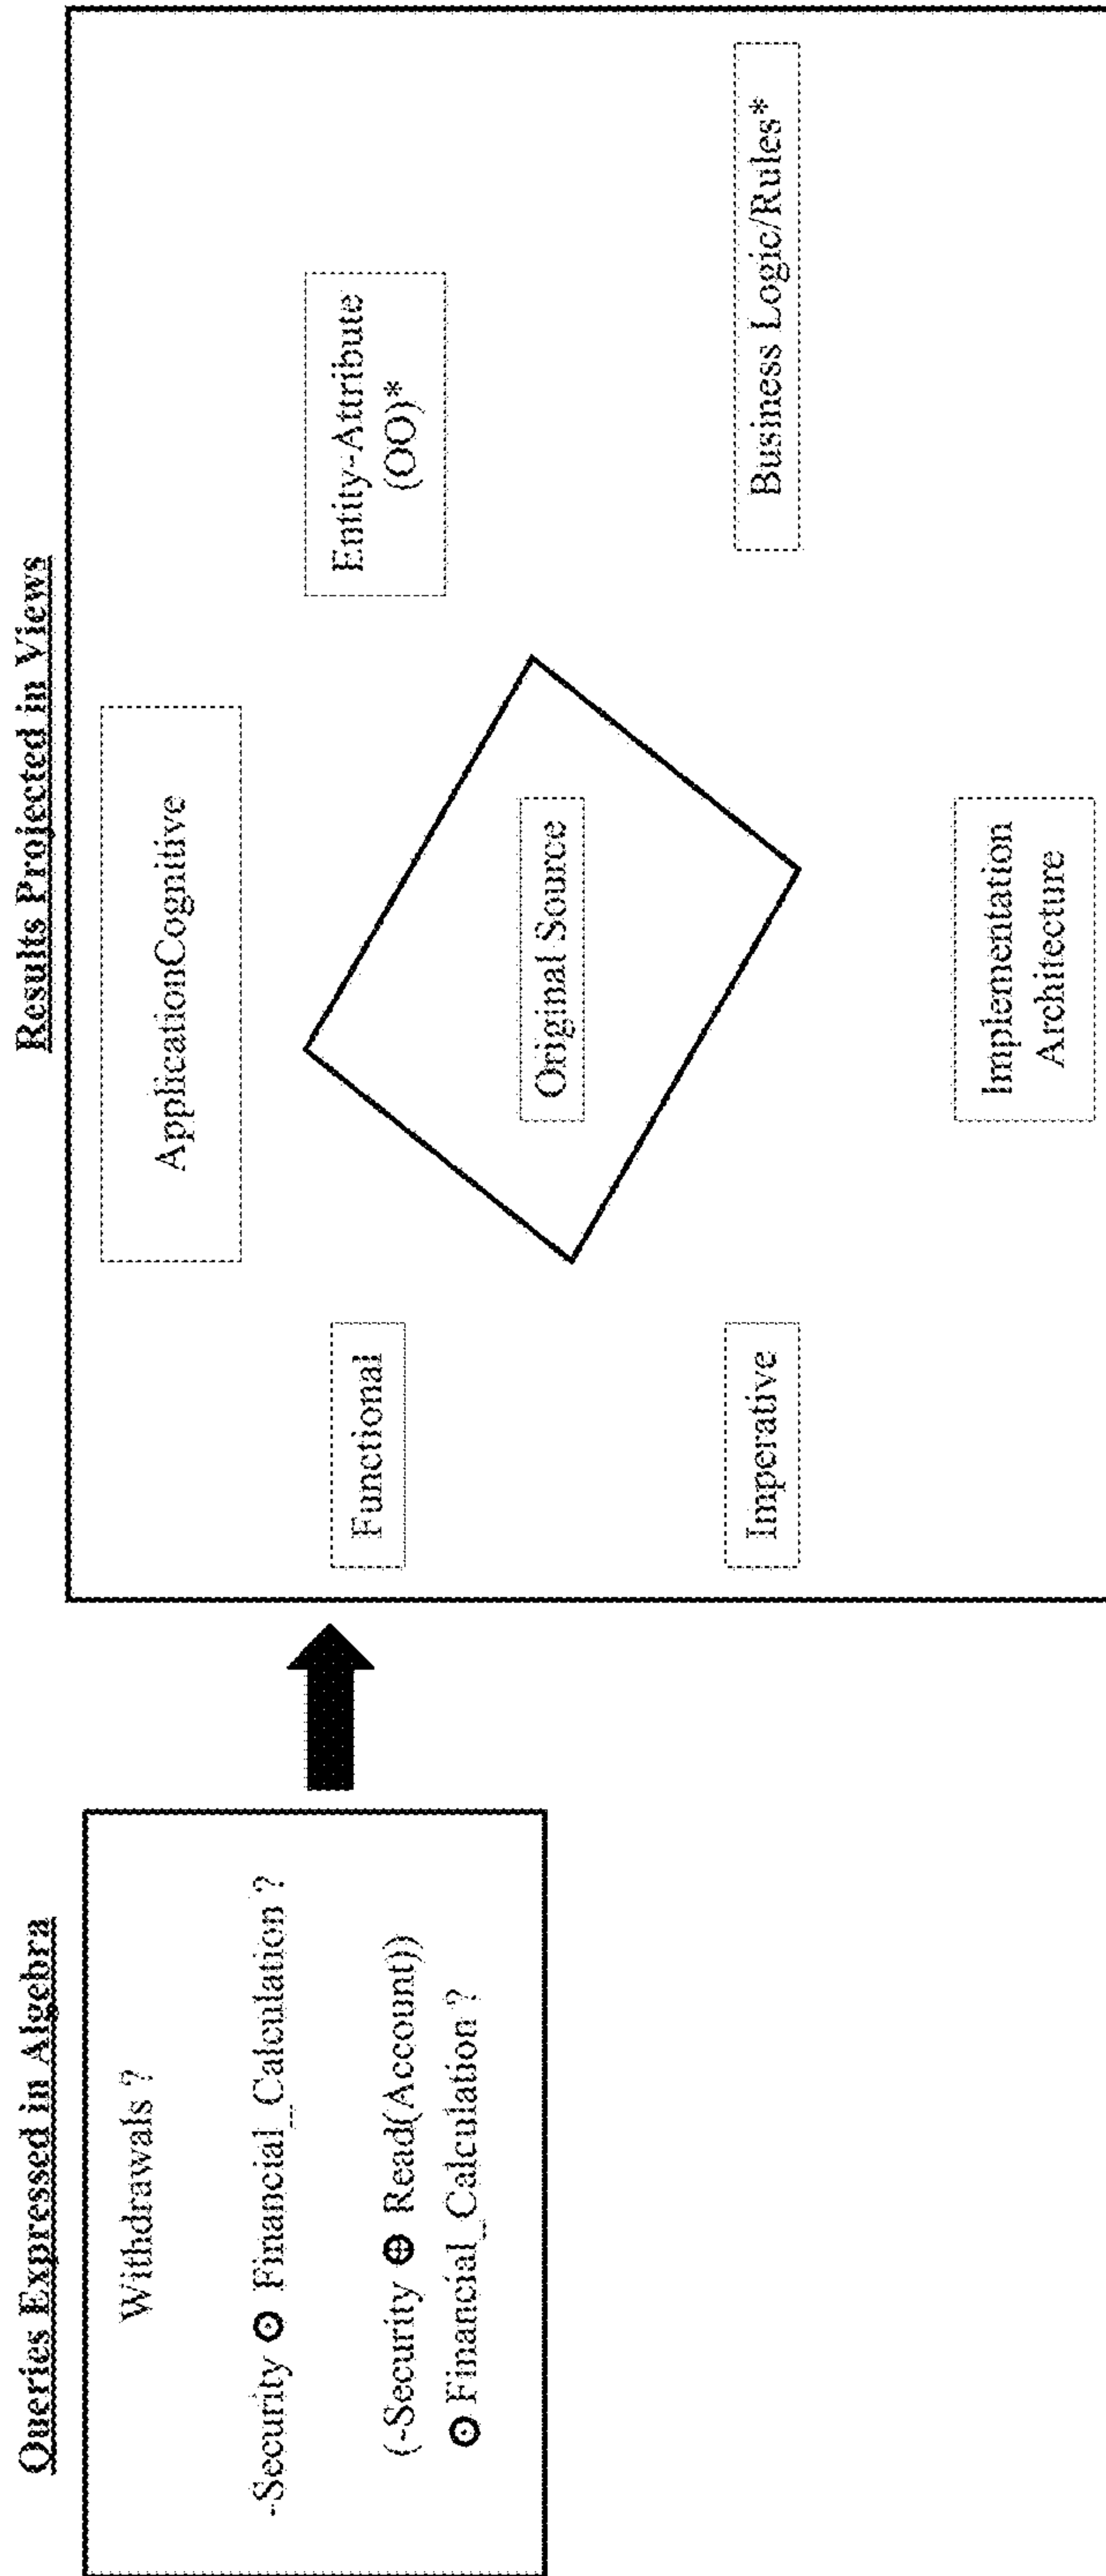 Queries Expressed in Algebra
Withdrawals ?
-Security ⊙ Financial_Calculation ?
(-Security ⊕ Read(Account))
⊙ Financial_Calculation ?
Results Projected in Views
ApplicationCognitive
Functional
Entity-Attribute
(OO)*
Original Source
Imperative
Business Logic/Rules*
Implementation
Architecture